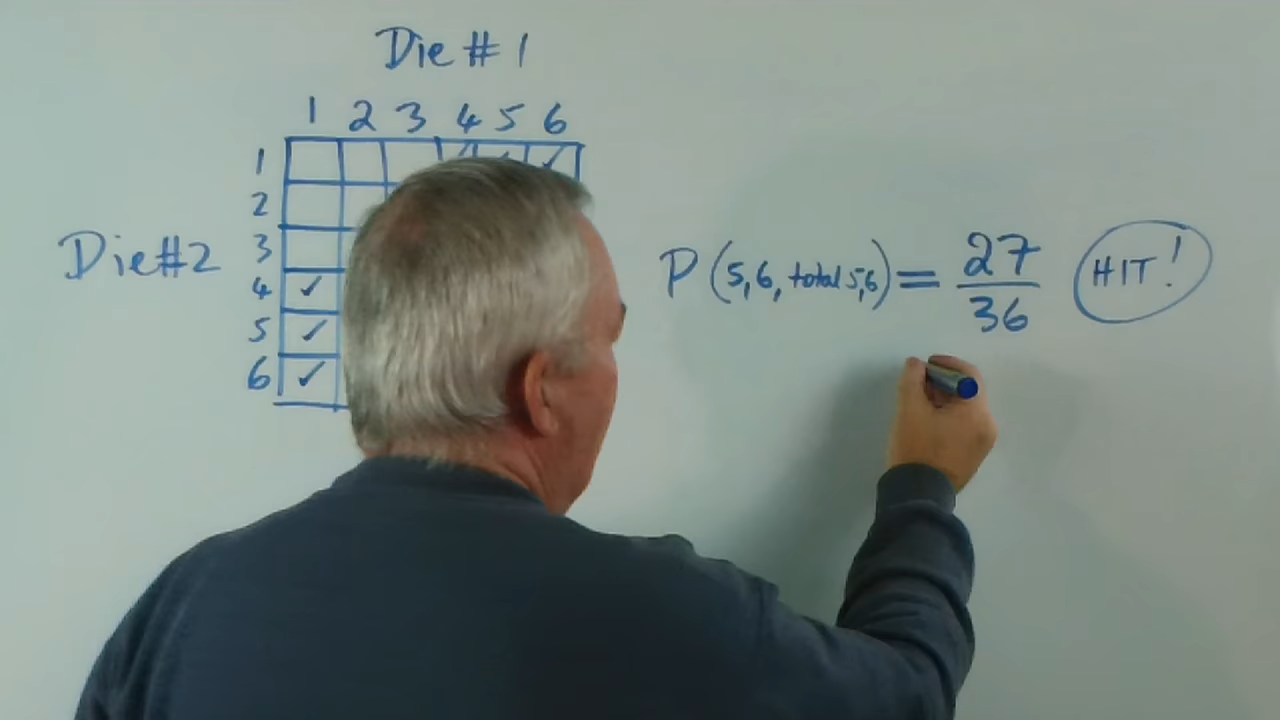 Die # 1
1 2 3 4 5 6
1
2
Die #2
3
4 ✓
5 ✓
6 ✓
P(5,6, total 5,6) = 27/36
HIT!